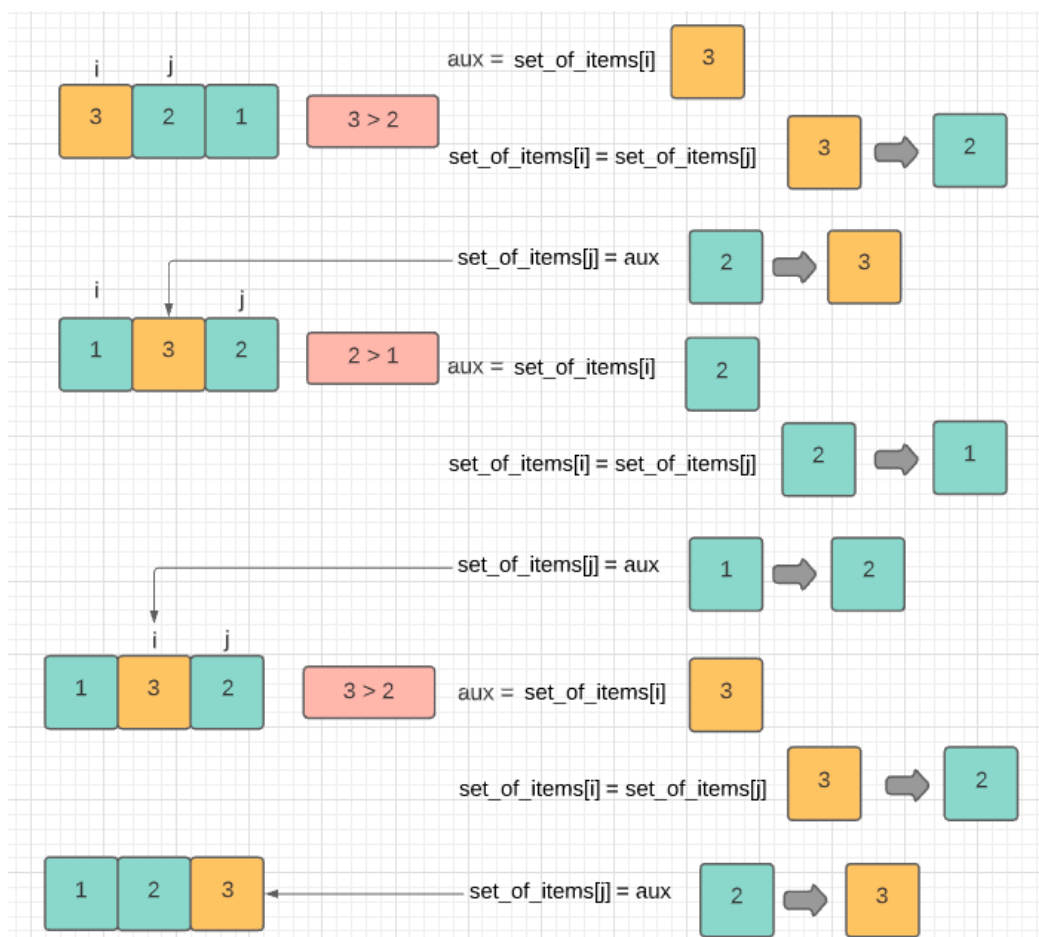 aux = set_of_items[i] 3
i j
3 2 1 3 > 2
set_of_items[i] = set_of_items[j] 3 2
set_of_items[j] = aux 2 3
i j
1 3 2 2 > 1 aux = set_of_items[i] 2
set_of_items[i] = set_of_items[j] 2 1
set_of_items[j] = aux 1 2
i j
1 3 2 3 > 2 aux = set_of_items[i] 3
set_of_items[i] = set_of_items[j] 3 2
1 2 3 set_of_items[j] = aux 2 3